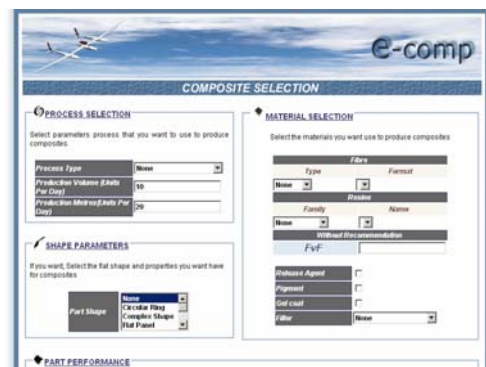 e-comp
COMPOSITE SELECTION
PROCESS SELECTION
Select parameters process that you want to use to produce
composites.
Process Type None
Production Volume (Units
Per Day) 10
Production Metres(Units Per
Day) 20
SHAPE PARAMETERS
If you want, Select the flat shape and properties you want here
for composites
Part Shape
None
Circular Ring
Complex Shape
Flat Panel
MATERIAL SELECTION
Select the materials you want use to produce composites
Fibre
Type Format
None
Resins
Family Name
None
Without Recommendation
FvF
Release Agent
Pigment
Gel coat
Filler None
PART PERFORMANCE